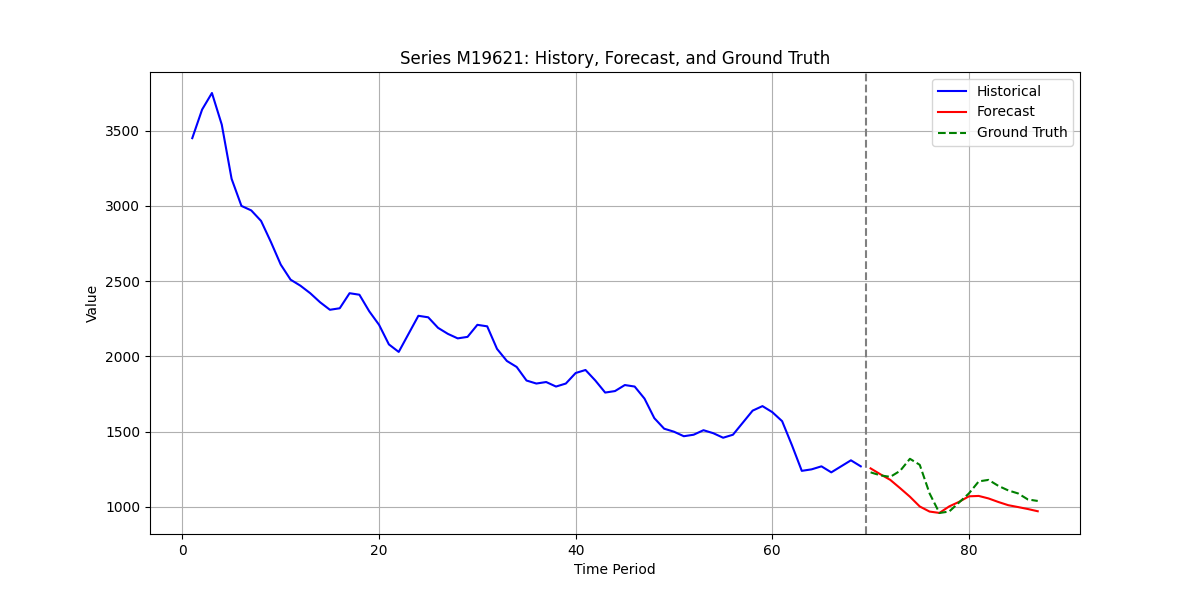 Series M19621: History, Forecast, and Ground Truth
Historical
Forecast
Ground Truth
3500
3000
2500
2000
1500
1000
Value
0 20 40 60 80
Time Period